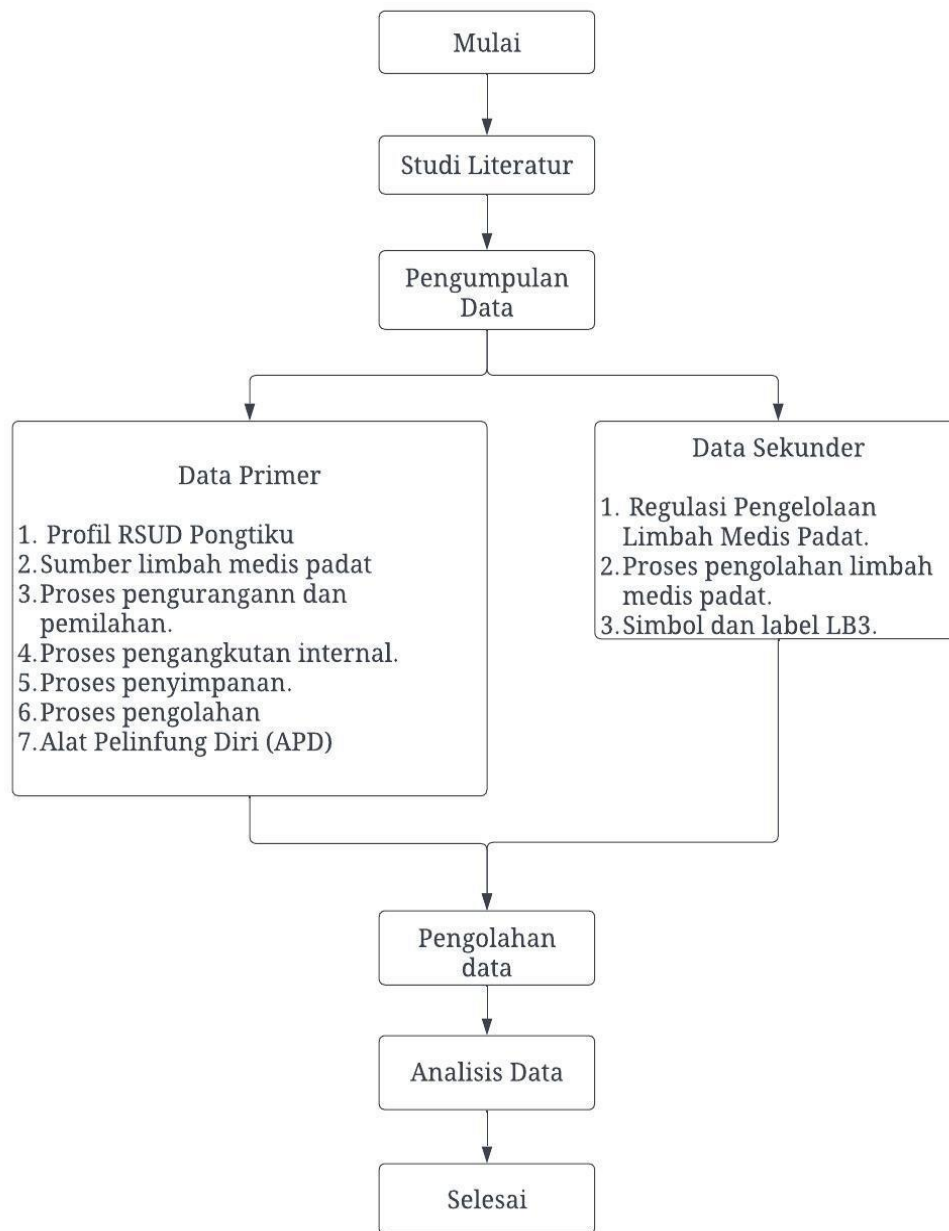 Mulai
Studi Literatur
Pengumpulan
Data
Data Primer
1. Profil RSUD Pongtiku
2. Sumber limbah medis padat
3. Proses pengurangann dan
pemilahan.
4. Proses pengangkutan internal.
5. Proses penyimpanan.
6. Proses pengolahan
7. Alat Pelinfung Diri (APD)
Data Sekunder
1. Regulasi Pengelolaan
Limbah Medis Padat.
2. Proses pengolahan limbah
medis padat.
3. Simbol dan label LB3.
Pengolahan
data
Analisis Data
Selesai